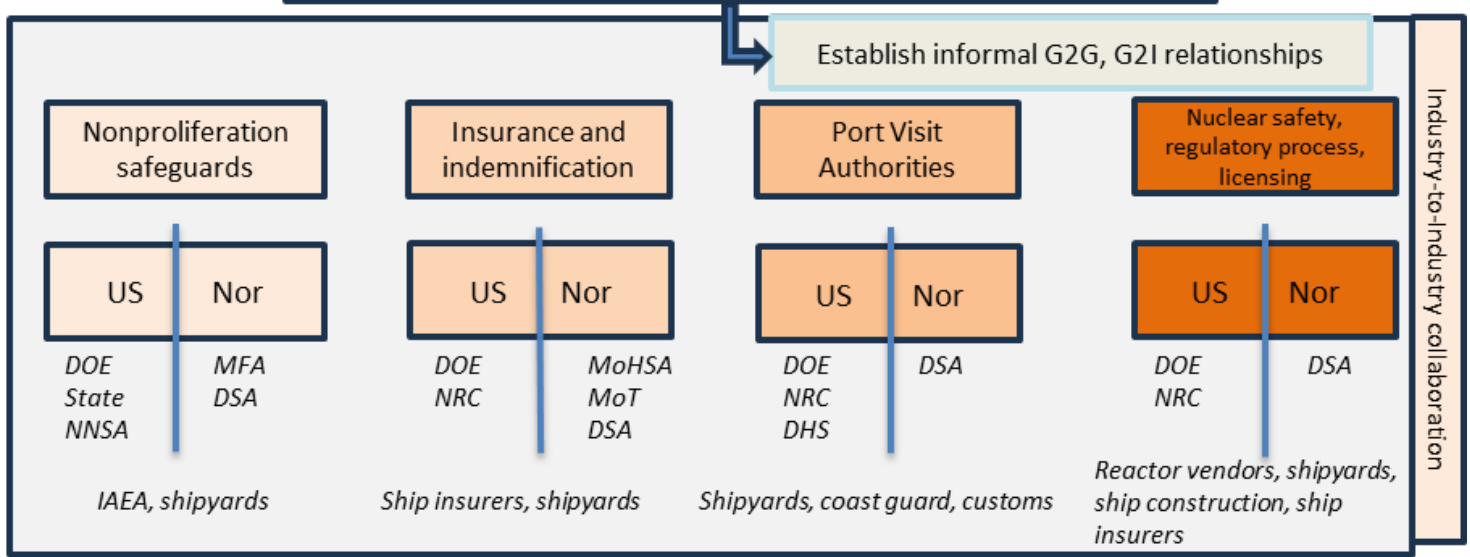 Establish informal G2G, G2I relationships
Nonproliferation
safeguards
Insurance and
indemnification
Port Visit
Authorities
Nuclear safety,
regulatory process,
licensing
US Nor
US Nor
US Nor
US Nor
DOE
State
NNSA
MFA
DSA
DOE
NRC
MoHSA
MoT
DSA
DOE
NRC
DHS
DSA
DOE
NRC
DSA
IAEA, shipyards
Ship insurers, shipyards
Shipyards, coast guard, customs
Reactor vendors, shipyards,
ship construction, ship
insurers
Industry-to-Industry collaboration